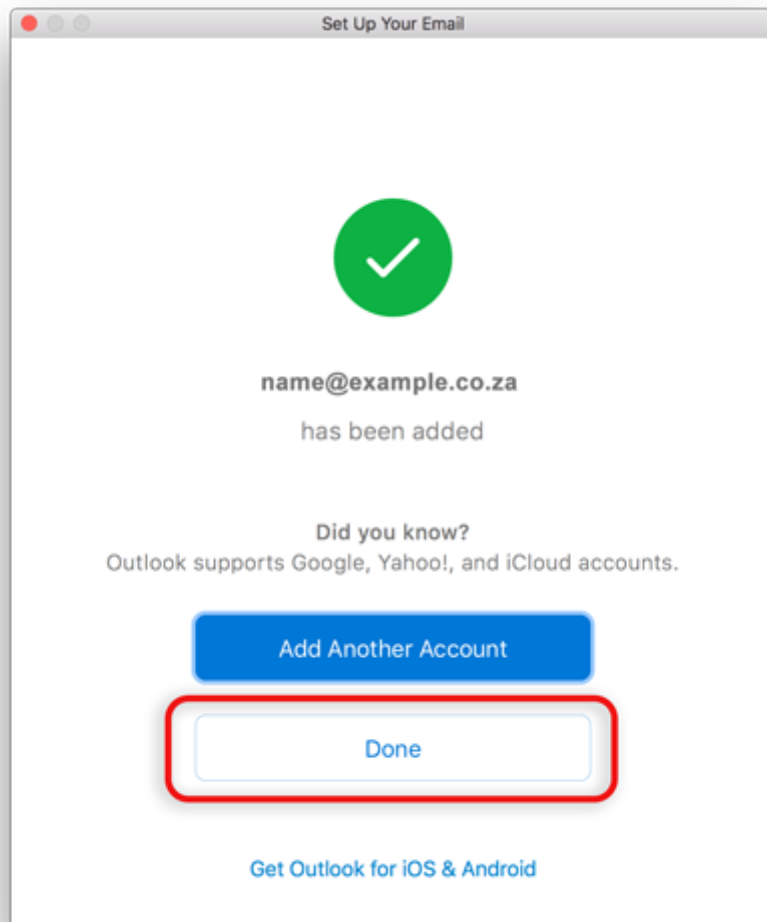 Set Up Your Email
name@example.co.za
has been added
Did you know?
Outlook supports Google, Yahoo!, and iCloud accounts.
Add Another Account
Done
Get Outlook for iOS & Android